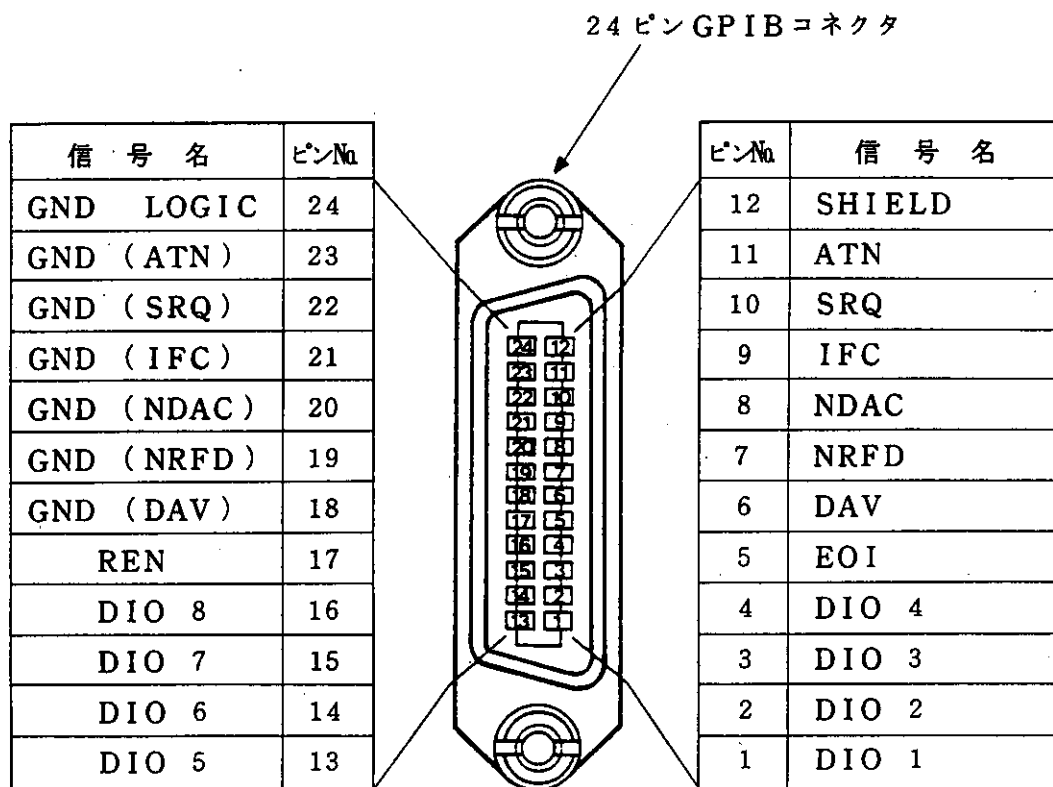 24ピンGPIBコネクタ
信号名 ピンNo.
GND LOGIC 24
GND (ATN) 23
GND (SRQ) 22
GND (IFC) 21
GND (NDAC) 20
GND (NRFD) 19
GND (DAV) 18
REN 17
DIO 8 16
DIO 7 15
DIO 6 14
DIO 5 13
24 12
23 11
22 10
21 9
20 8
19 7
18 6
17 5
16 4
15 3
14 2
13 1
ピンNo. 信号名
12 SHIELD
11 ATN
10 SRQ
9 IFC
8 NDAC
7 NRFD
6 DAV
5 EOI
4 DIO 4
3 DIO 3
2 DIO 2
1 DIO 1